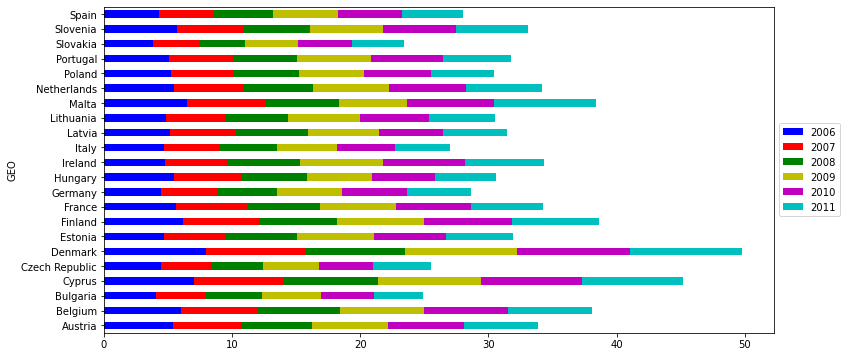 Spain
Slovenia
Slovakia
Portugal
Poland
Netherlands
Malta
Lithuania
Latvia
Italy
Ireland
Hungary
Germany
France
Finland
Estonia
Denmark
Czech Republic
Cyprus
Bulgaria
Belgium
Austria
GEO
0 10 20 30 40 50
2006
2007
2008
2009
2010
2011